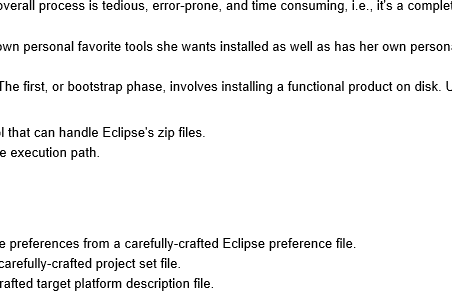 overall process is tedious, error-prone, and time consuming, i.e., it's a complet
own personal favorite tools she wants installed as well as has her own person
The first, or bootstrap phase, involves installing a functional product on disk. U
l that can handle Eclipse's zip files.
e execution path.
e preferences from a carefully-crafted Eclipse preference file.
carefully-crafted project set file.
rafted target platform description file.